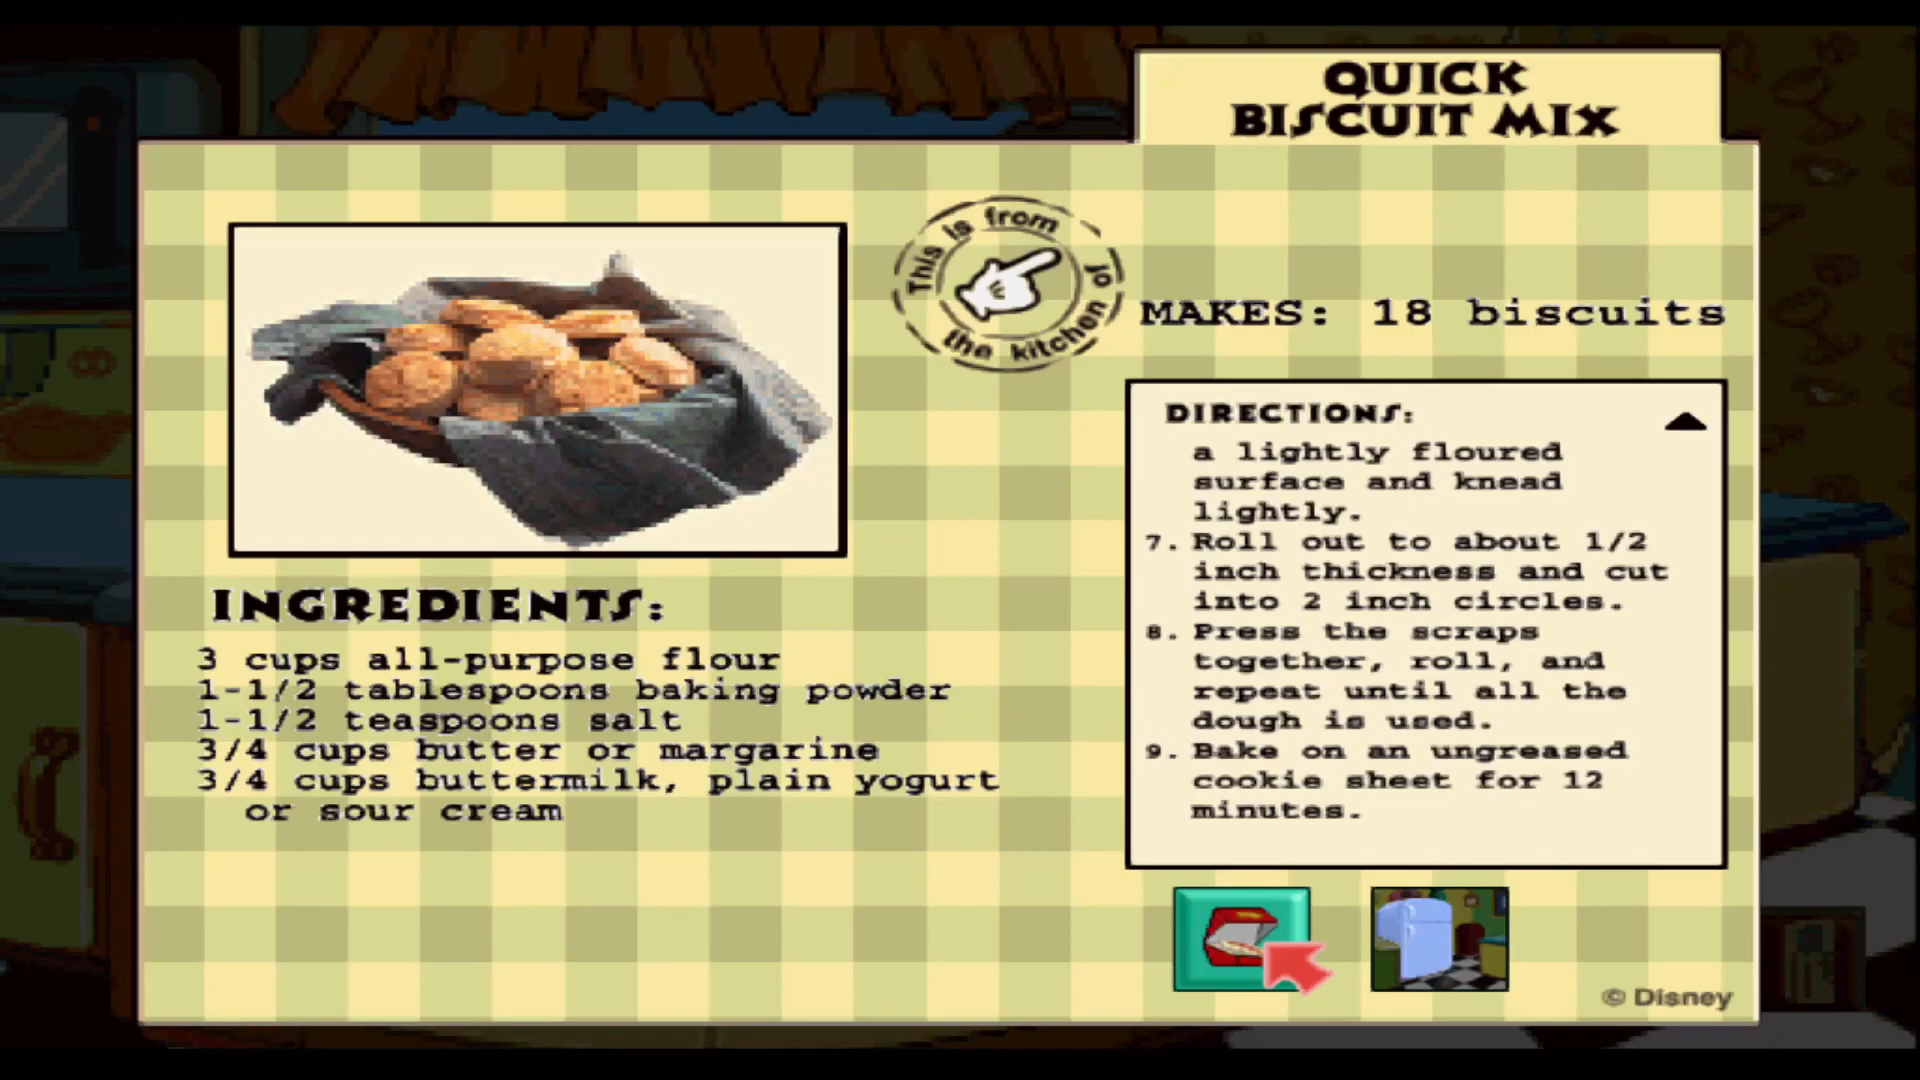 QUICK
BISCUIT MIX
This is from
the kitchen of
MAKES: 18 biscuits
INGREDIENTS:
3 cups all-purpose flour
1-1/2 tablespoons baking powder
1-1/2 teaspoons salt
3/4 cups butter or margarine
3/4 cups buttermilk, plain yogurt
or sour cream
DIRECTIONS:
a lightly floured
surface and knead
lightly.
7. Roll out to about 1/2
inch thickness and cut
into 2 inch circles.
8. Press the scraps
together, roll, and
repeat until all the
dough is used.
9. Bake on an ungreased
cookie sheet for 12
minutes.
© Disney